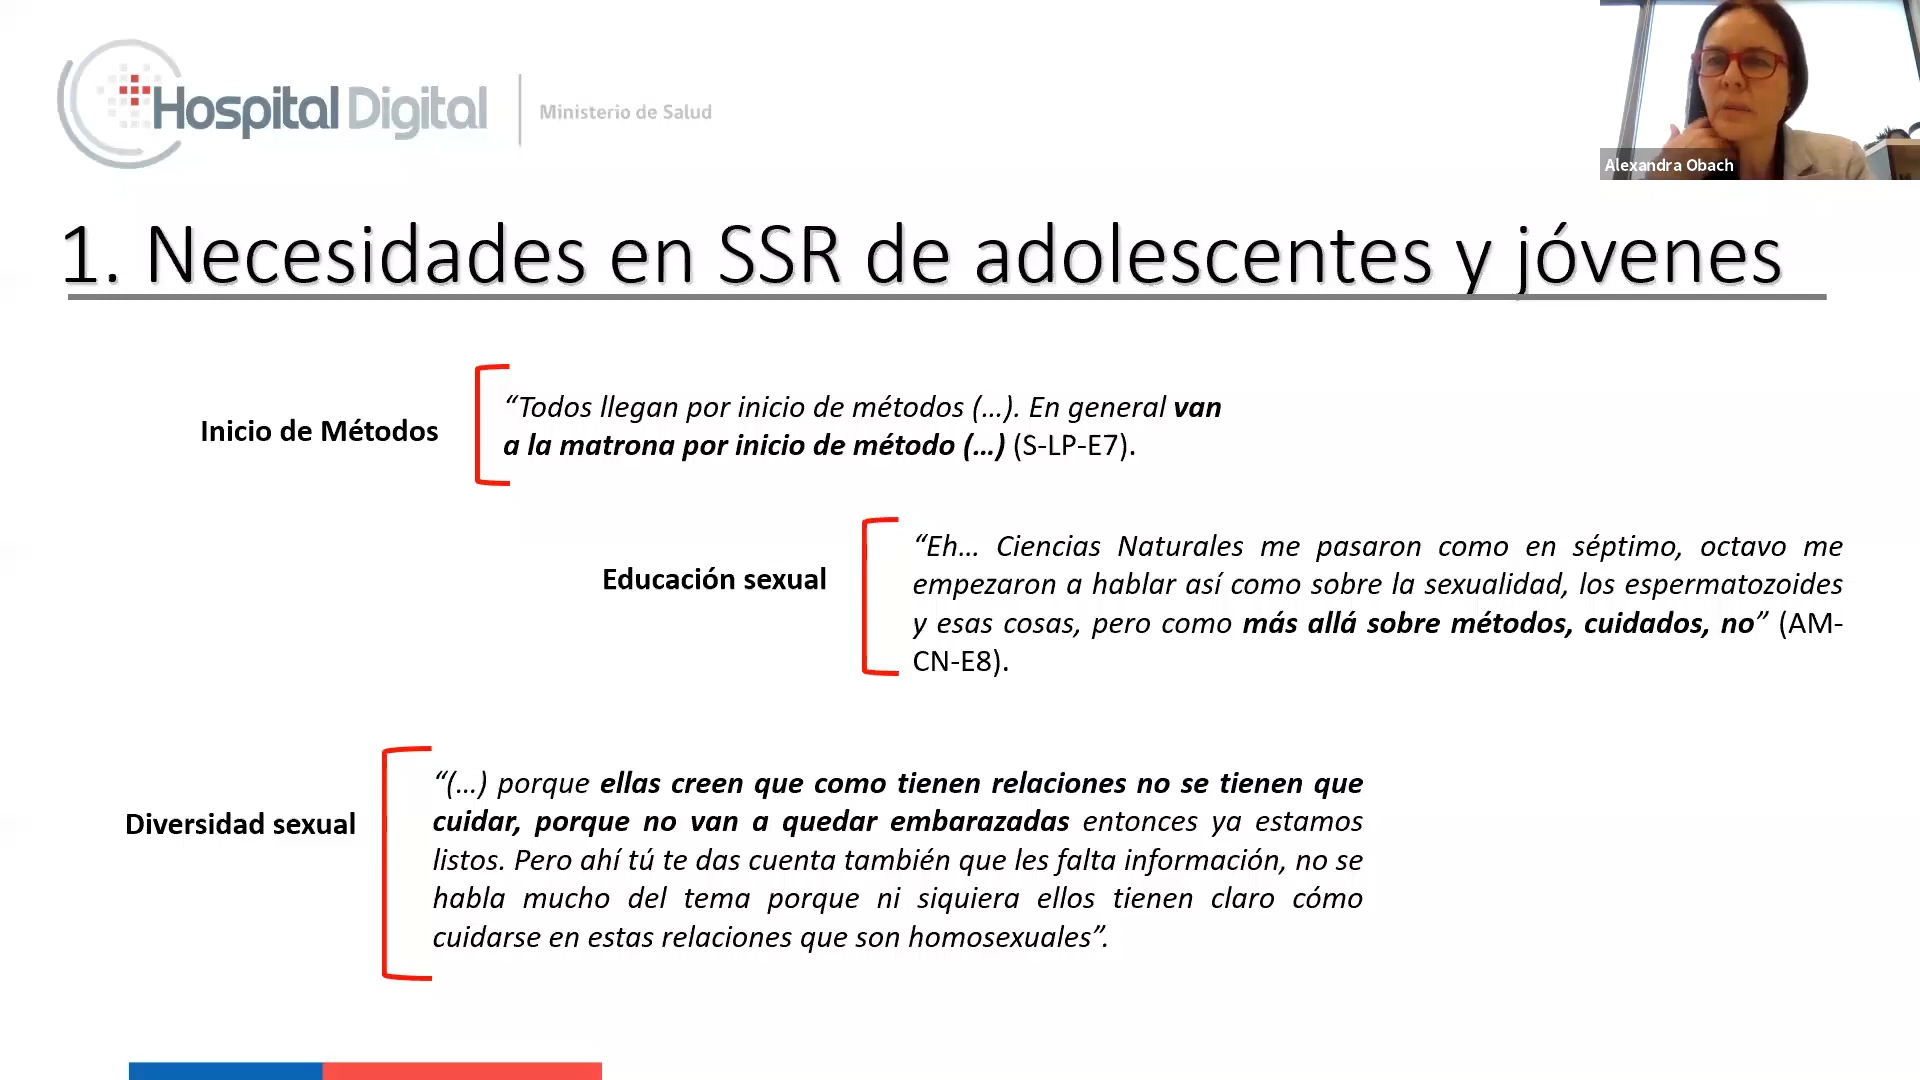 Hospital Digital
Ministerio de Salud
Alexandra Obach
1. Necesidades en SSR de adolescentes y jóvenes
Inicio de Métodos
“Todos llegan por inicio de métodos (…). En general van
a la matrona por inicio de método (…) (S-LP-E7).
Educación sexual
“Eh… Ciencias Naturales me pasaron como en séptimo, octavo me
empezaron a hablar así como sobre la sexualidad, los espermatozoides
y esas cosas, pero como más allá sobre métodos, cuidados, no” (AM-
CN-E8).
Diversidad sexual
“(…) porque ellas creen que como tienen relaciones no se tienen que
cuidar, porque no van a quedar embarazadas entonces ya estamos
listos. Pero ahí tú te das cuenta también que les falta información, no se
habla mucho del tema porque ni siquiera ellos tienen claro cómo
cuidarse en estas relaciones que son homosexuales”.